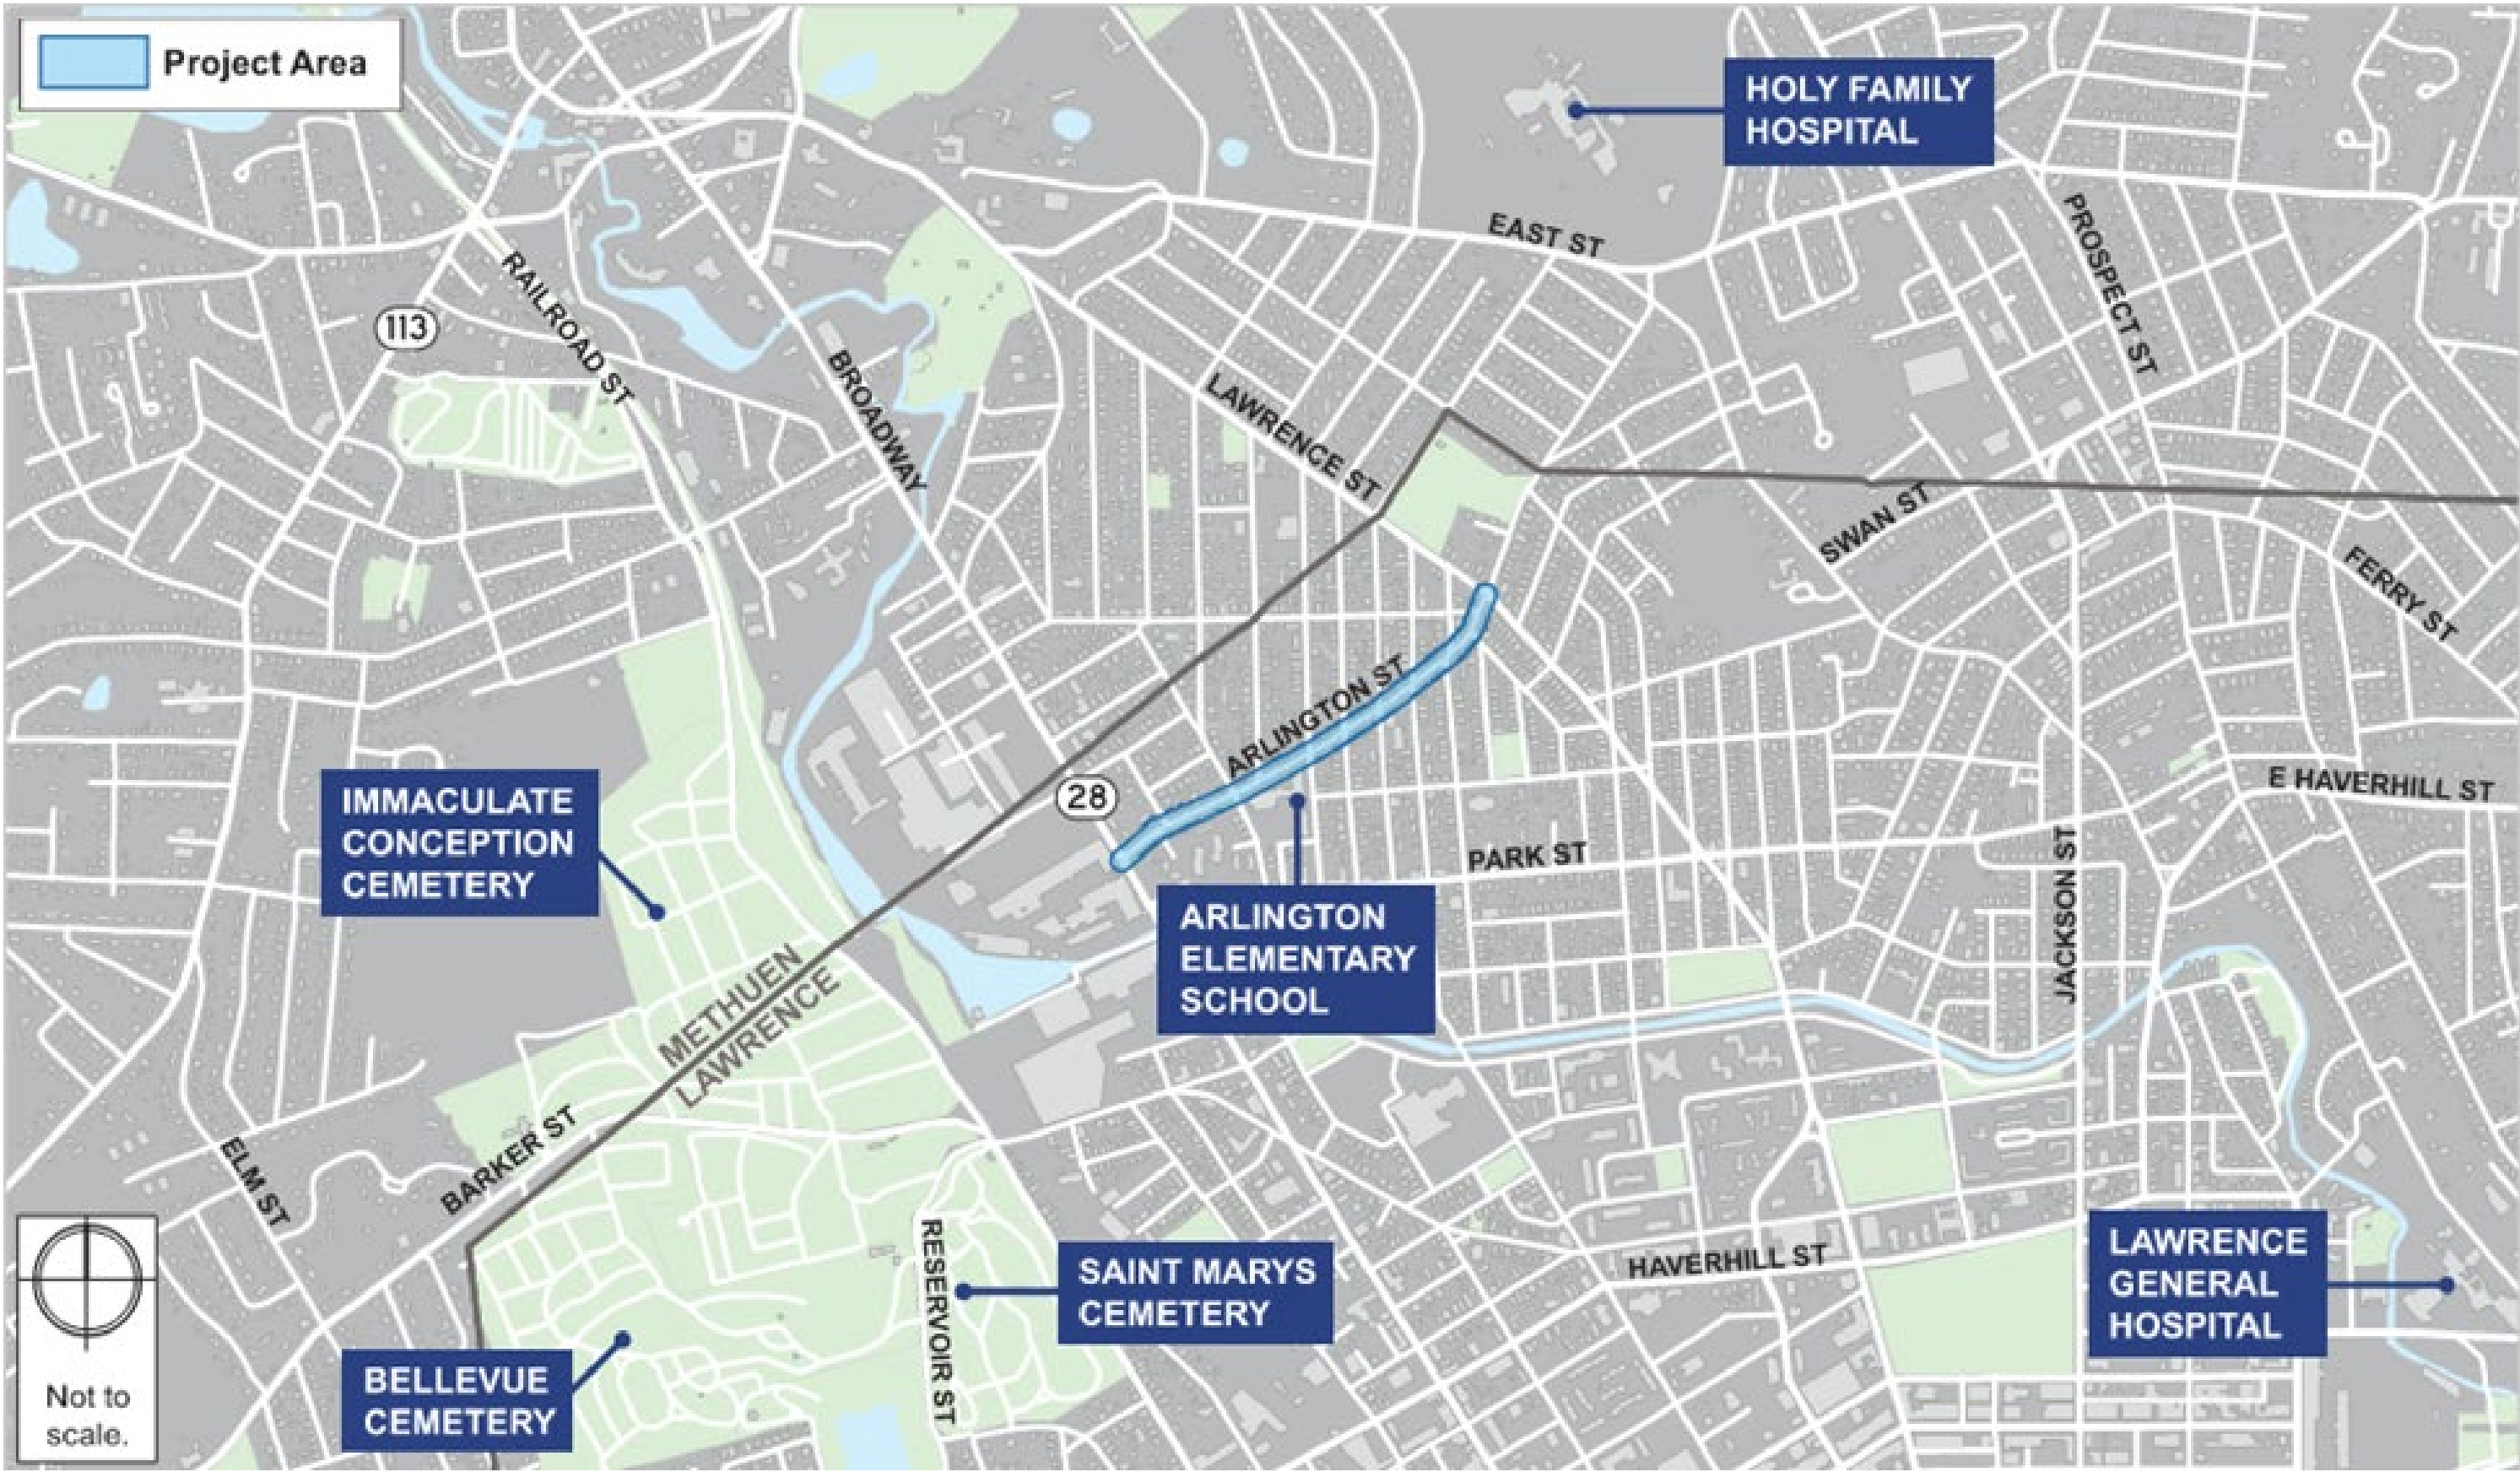 Project Area
HOLY FAMILY
HOSPITAL
EAST ST
PROSPECT ST
RAILROAD ST
113
BROADWAY
LAWRENCE ST
SWAN ST
FERRY ST
ARLINGTON ST
28
E HAVERHILL ST
IMMACULATE
CONCEPTION
CEMETERY
PARK ST
JACKSON ST
ARLINGTON
ELEMENTARY
SCHOOL
METHUEN
LAWRENCE
BARKER ST
ELM ST
RESERVOIR ST
SAINT MARYS
CEMETERY
HAVERHILL ST
LAWRENCE
GENERAL
HOSPITAL
BELLEVUE
CEMETERY
Not to
scale.